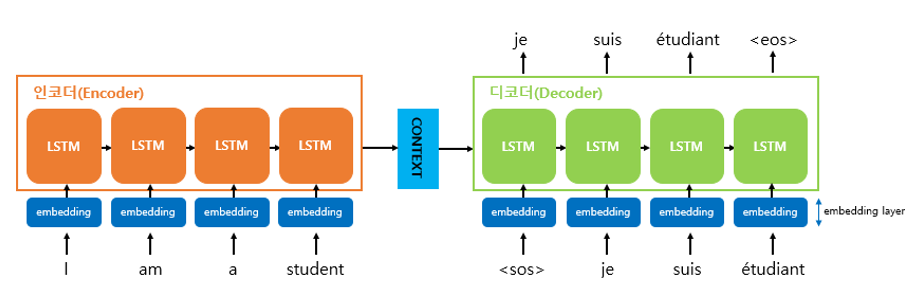 je suis étudiant <eos>
인코더(Encoder)
디코더(Decoder)
LSTM LSTM LSTM LSTM
CONTEXT
LSTM LSTM LSTM LSTM
embedding embedding embedding embedding
embedding embedding embedding embedding
embedding layer
I am a student
<sos> je suis étudiant